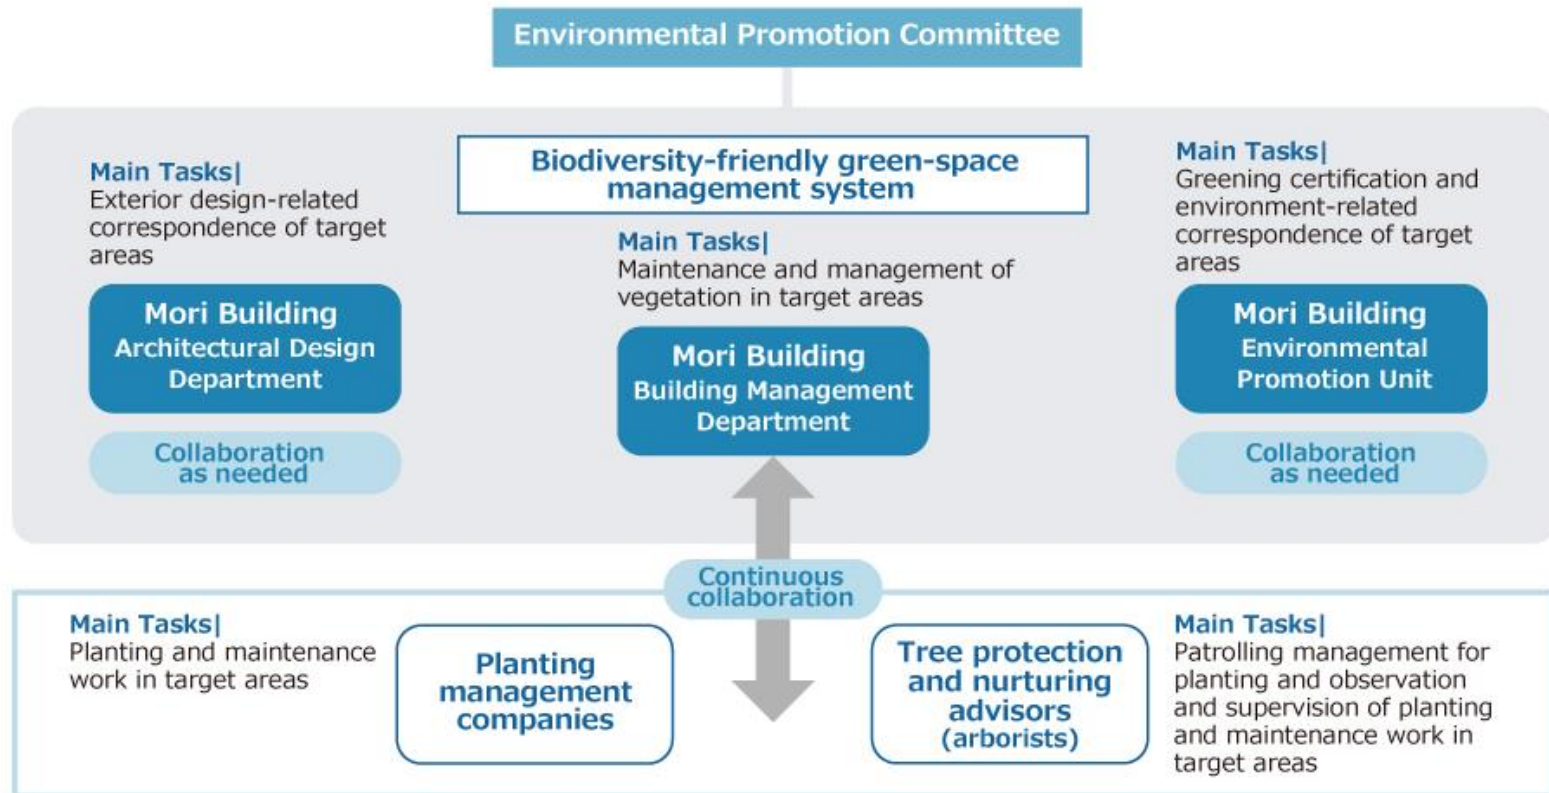 Environmental Promotion Committee
Biodiversity-friendly green-space
management system
Main Tasks|
Exterior design-related
correspondence of target
areas
Mori Building
Architectural Design
Department
Collaboration
as needed
Main Tasks|
Maintenance and management of
vegetation in target areas
Mori Building
Building Management
Department
Main Tasks|
Greening certification and
environment-related
correspondence of target
areas
Mori Building
Environmental
Promotion Unit
Collaboration
as needed
Continuous
collaboration
Main Tasks|
Planting and maintenance
work in target areas
Planting
management
companies
Tree protection
and nurturing
advisors
(arborists)
Main Tasks|
Patrolling management for
planting and observation
and supervision of planting
and maintenance work in
target areas